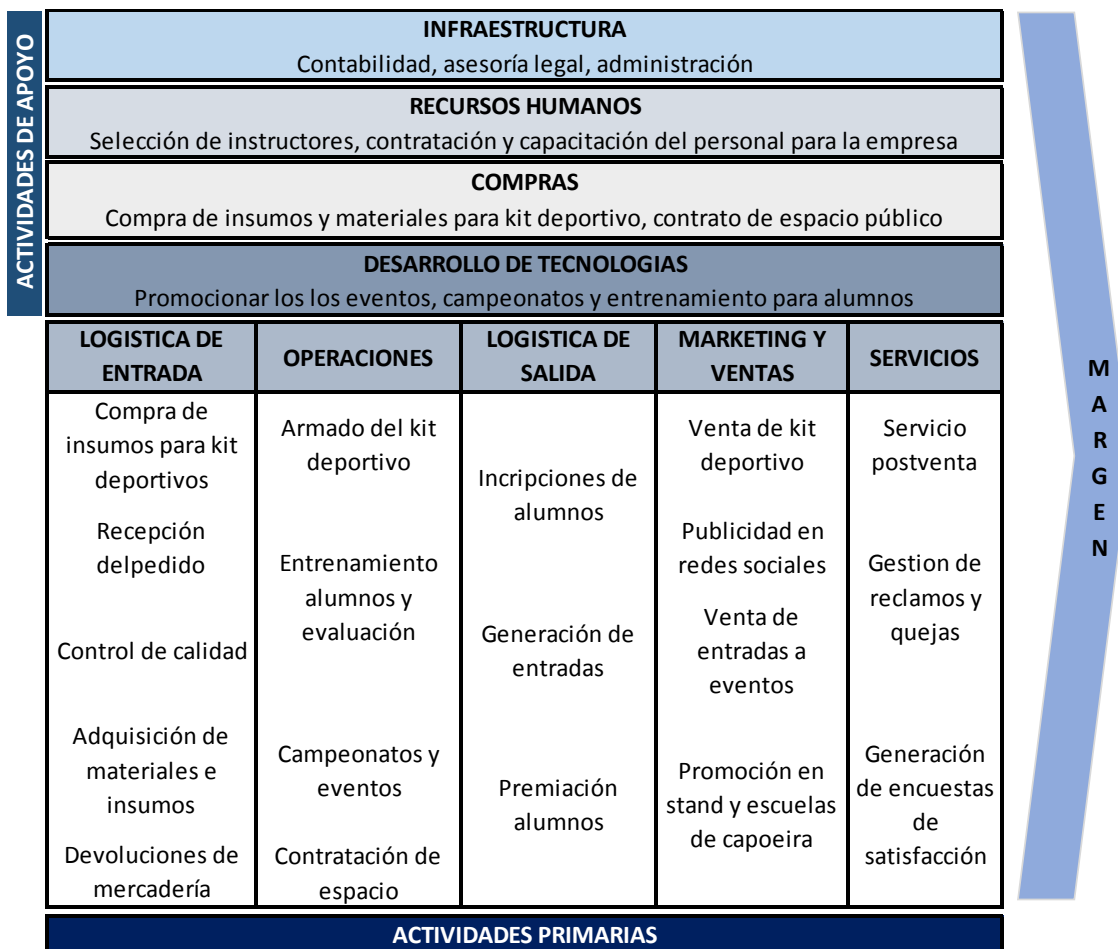 ACTIVIDADES DE APOYO
INFRAESTRUCTURA
Contabilidad, asesoría legal, administración
RECURSOS HUMANOS
Selección de instructores, contratación y capacitación del personal para la empresa
COMPRAS
Compra de insumos y materiales para kit deportivo, contrato de espacio público
DESARROLLO DE TECNOLOGIAS
Promocionar los los eventos, campeonatos y entrenamiento para alumnos
LOGISTICA DE
ENTRADA
Compra de
insumos para kit
deportivos
Recepción
delpedido
Control de calidad
Adquisición de
materiales e
insumos
Devoluciones de
mercadería
OPERACIONES
Armado del kit
deportivo
Entrenamiento
alumnos y
evaluación
Campeonatos y
eventos
Contratación de
espacio
LOGISTICA DE
SALIDA
Incripciones de
alumnos
Generación de
entradas
Premiación
alumnos
MARKETING Y
VENTAS
Venta de kit
deportivo
Publicidad en
redes sociales
Venta de
entradas a
eventos
Promoción en
stand y escuelas
de capoeira
SERVICIOS
Servicio
postventa
Gestion de
reclamos y
quejas
Generación
de encuestas
de
satisfacción
ACTIVIDADES PRIMARIAS
M
A
R
G
E
N